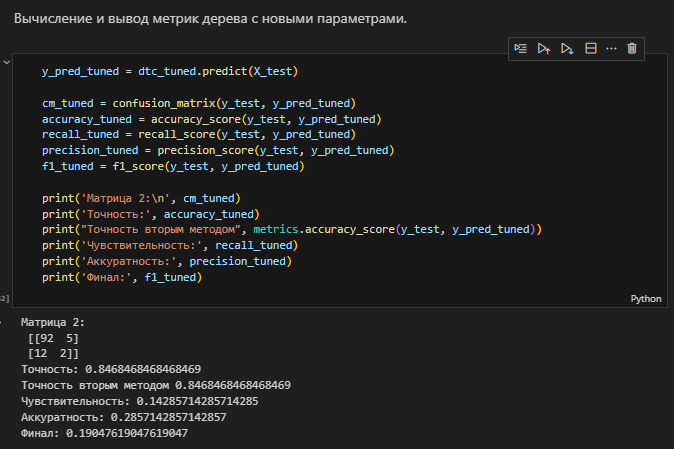 Вычисление и вывод метрик дерева с новыми параметрами.
y_pred_tuned = dtc_tuned.predict(X_test)
cm_tuned = confusion_matrix(y_test, y_pred_tuned)
accuracy_tuned = accuracy_score(y_test, y_pred_tuned)
recall_tuned = recall_score(y_test, y_pred_tuned)
precision_tuned = precision_score(y_test, y_pred_tuned)
f1_tuned = f1_score(y_test, y_pred_tuned)
print('Матрица 2:\n', cm_tuned)
print('Точность:', accuracy_tuned)
print("Точность вторым методом", metrics.accuracy_score(y_test, y_pred_tuned))
print('Чувствительность:', recall_tuned)
print('Аккуратность:', precision_tuned)
print('Финал:', f1_tuned)
2]
Python
Матрица 2:
[[92  5]
[12  2]]
Точность: 0.8468468468468469
Точность вторым методом 0.8468468468468469
Чувствительность: 0.14285714285714285
Аккуратность: 0.2857142857142857
Финал: 0.19047619047619047